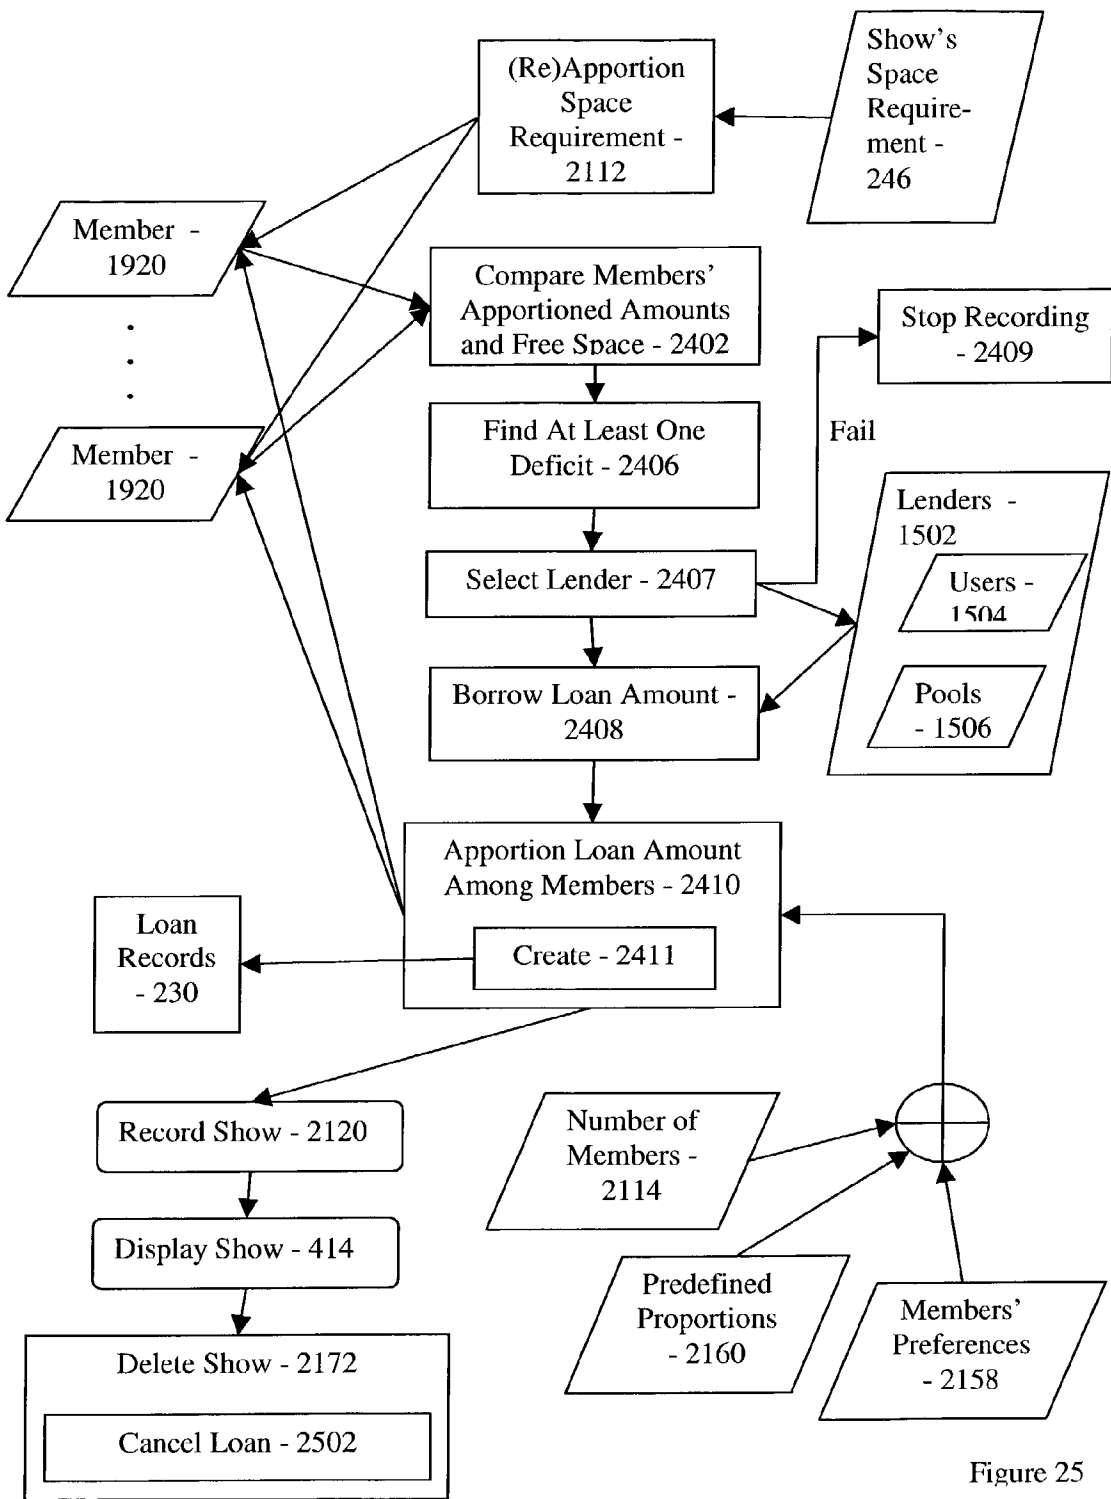 (Re)Apportion
Space
Requirement -
2112
Show's
Space
Require-
ment -
246
Member -
1920
Compare Members'
Apportioned Amounts
and Free Space - 2402
Stop Recording
- 2409
Find At Least One
Deficit - 2406
Fail
Member -
1920
Lenders -
1502
Users -
1504
Pools
- 1506
Select Lender - 2407
Borrow Loan Amount -
2408
Apportion Loan Amount
Among Members - 2410
Create - 2411
Loan
Records
- 230
Record Show - 2120
Number of
Members -
2114
Display Show - 414
Predefined
Proportions
- 2160
Members'
Preferences
- 2158
Delete Show - 2172
Cancel Loan - 2502
Figure 25